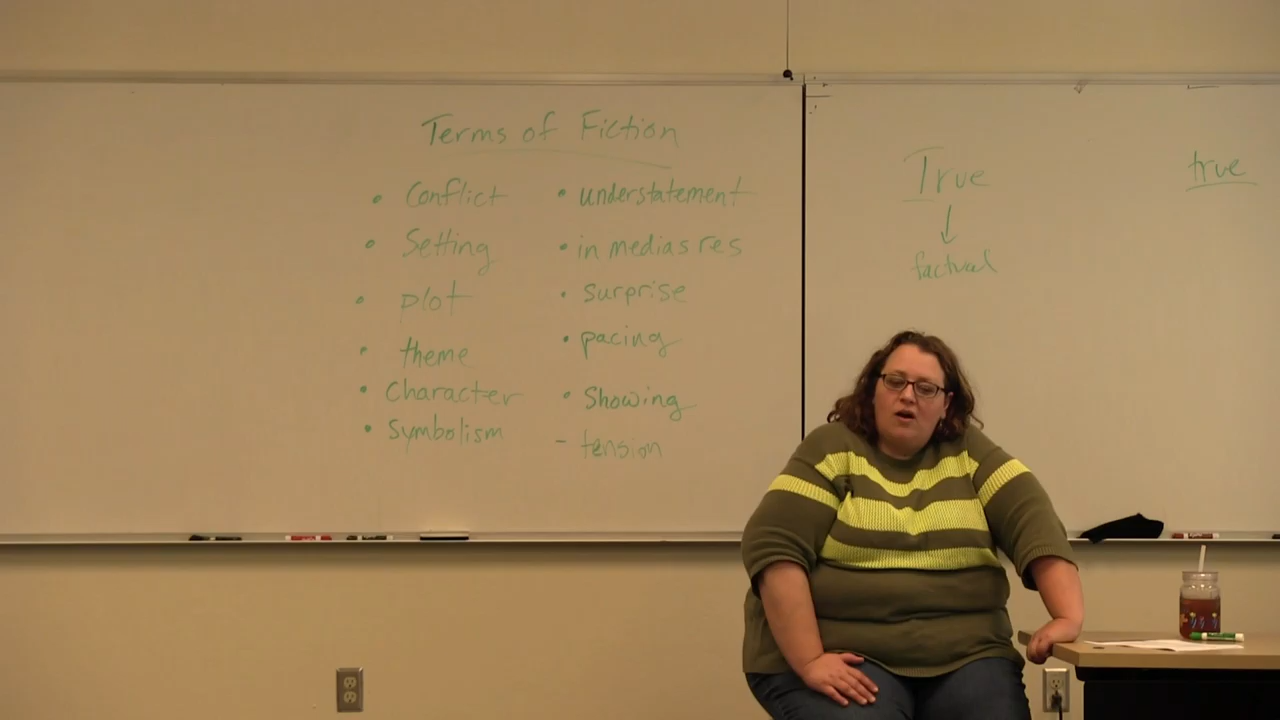 Terms of Fiction
• Conflict
• Setting
• plot
• theme
• Character
• Symbolism
• understatement
• in medias res
• surprise
• pacing
• Showing
- tension
True
↓
factual
true